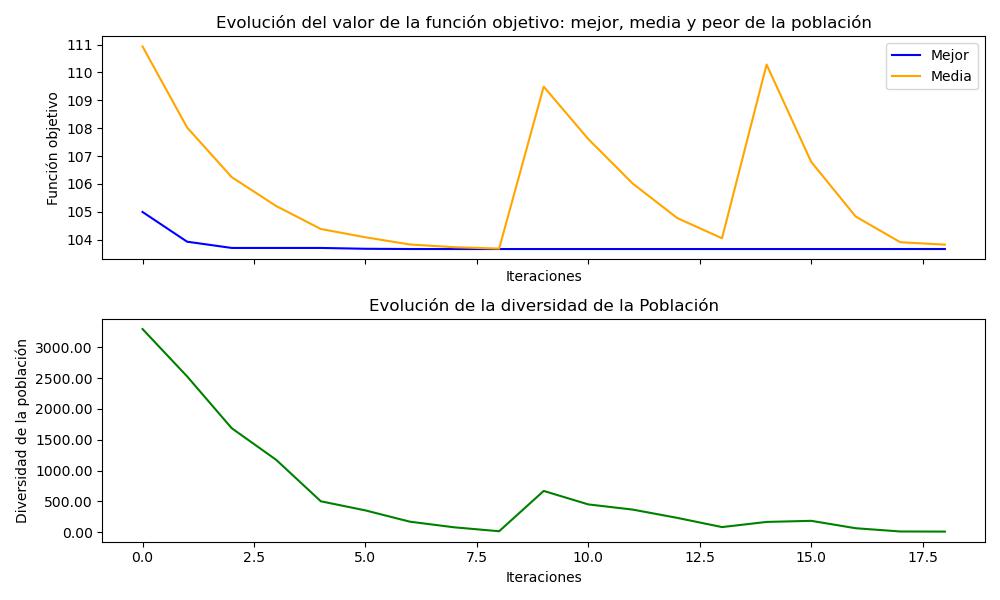 Evolución del valor de la función objetivo: mejor, media y peor de la población
111
110
109
108
107
106
105
104
Función objetivo
Mejor
Media
Iteraciones
Evolución de la diversidad de la Población
3000.00
2500.00
2000.00
1500.00
1000.00
500.00
0.00
Diversidad de la población
0.0 2.5 5.0 7.5 10.0 12.5 15.0 17.5
Iteraciones